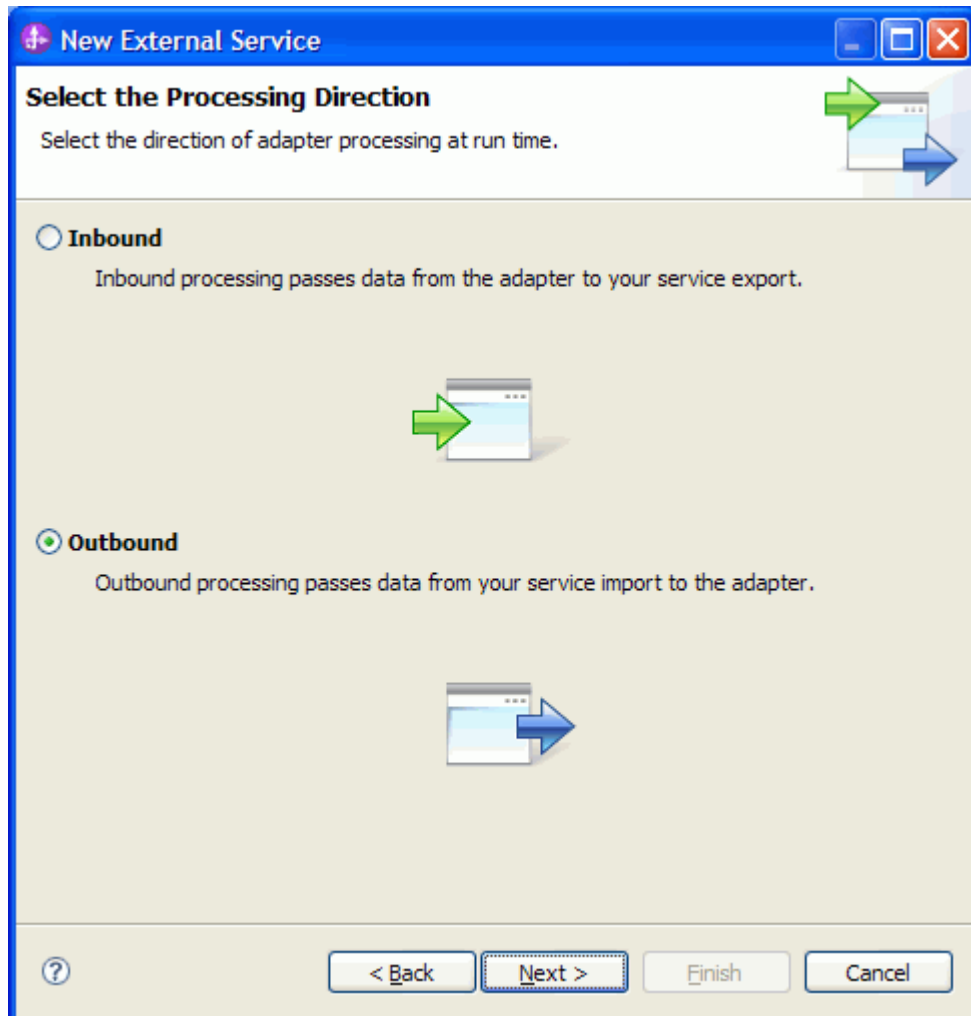 New External Service
Select the Processing Direction
Select the direction of adapter processing at run time.
Inbound
Inbound processing passes data from the adapter to your service export.
Outbound
Outbound processing passes data from your service import to the adapter.
?
< Back
Next >
Finish
Cancel